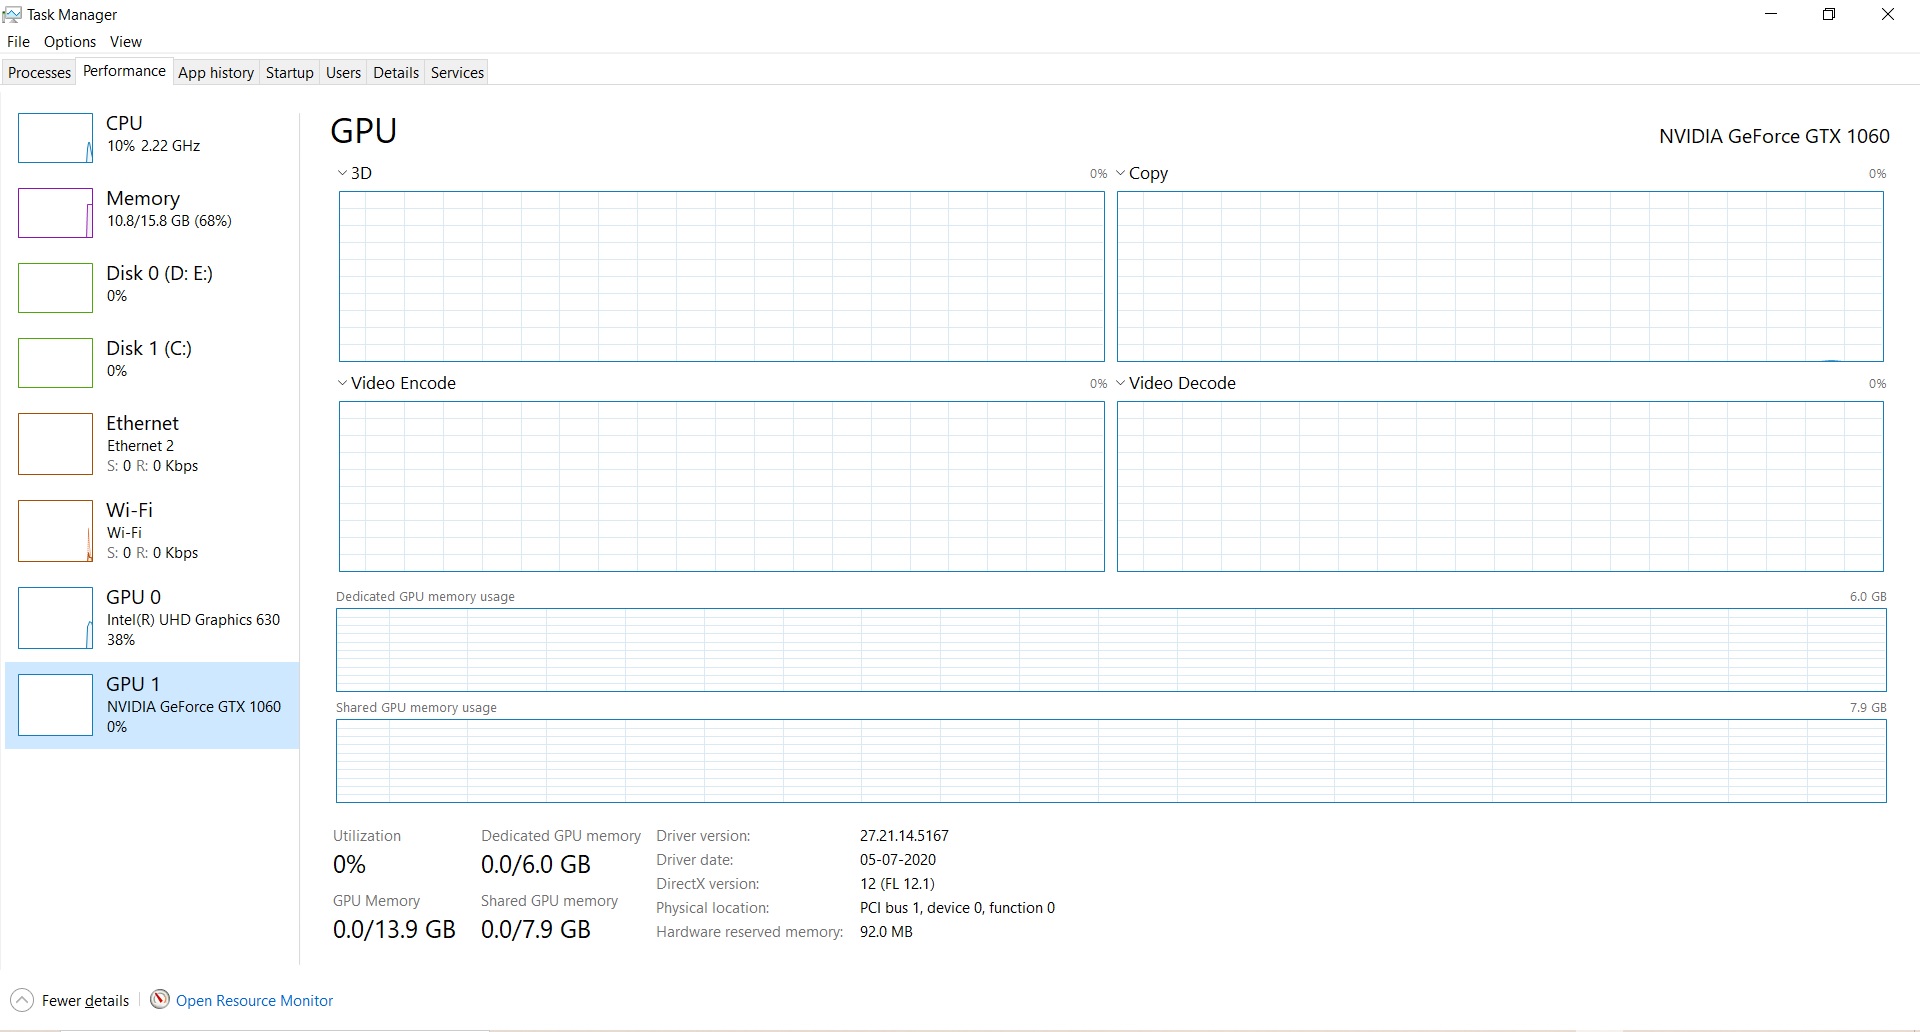 Task Manager
File Options View
Processes Performance App history Startup Users Details Services
CPU
10% 2.22 GHz
Memory
10.8/15.8 GB (68%)
Disk 0 (D: E:)
0%
Disk 1 (C:)
0%
Ethernet
Ethernet 2
S: 0 R: 0 Kbps
Wi-Fi
Wi-Fi
S: 0 R: 0 Kbps
GPU 0
Intel(R) UHD Graphics 630
38%
GPU 1
NVIDIA GeForce GTX 1060
0%
GPU
NVIDIA GeForce GTX 1060
3D 0%
Copy 0%
Video Encode 0%
Video Decode 0%
Dedicated GPU memory usage 6.0 GB
Shared GPU memory usage 7.9 GB
Utilization
0%
Dedicated GPU memory
0.0/6.0 GB
GPU Memory
0.0/13.9 GB
Shared GPU memory
0.0/7.9 GB
Driver version: 27.21.14.5167
Driver date: 05-07-2020
DirectX version: 12 (FL 12.1)
Physical location: PCI bus 1, device 0, function 0
Hardware reserved memory: 92.0 MB
Fewer details
Open Resource Monitor